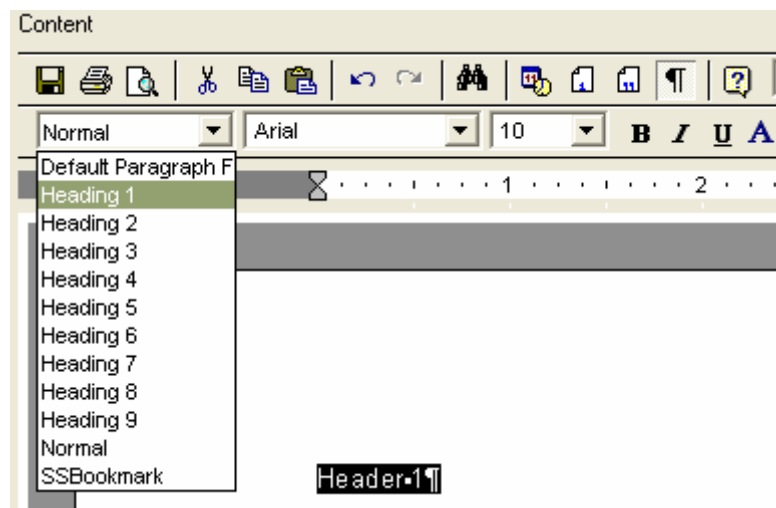 Content
Normal Arial 10 B I U A
Default Paragraph F
Heading 1
1 2
Heading 2
Heading 3
Heading 4
Heading 5
Heading 6
Heading 7
Heading 8
Heading 9
Normal
SSBookmark
Header▪1¶